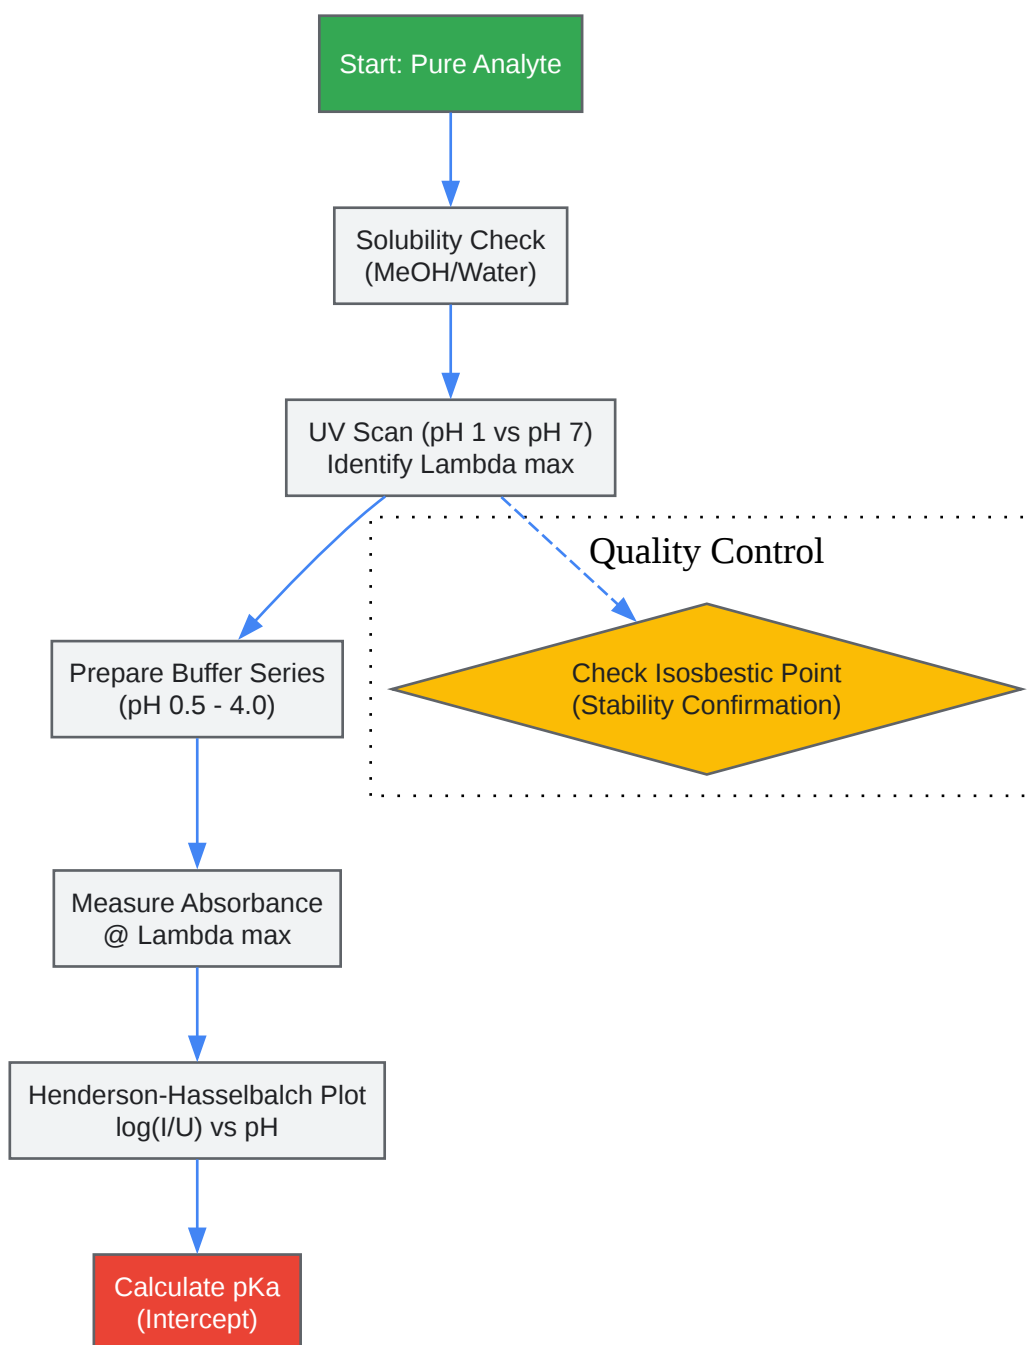 Start: Pure Analyte
Solubility Check
(MeOH/Water)
UV Scan (pH 1 vs pH 7)
Identify Lambda max
Quality Control
Prepare Buffer Series
(pH 0.5 - 4.0)
Check Isosbestic Point
(Stability Confirmation)
Measure Absorbance
@ Lambda max
Henderson-Hasselbalch Plot
log(I/U) vs pH
Calculate pKa
(Intercept)